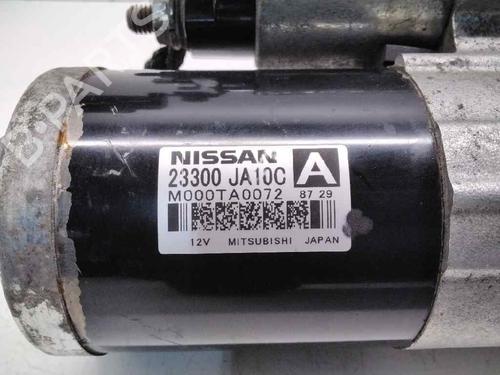 B-PARTS
NISSAN
23300 JA10C A
M000TA0072 87 29
12V MITSUBISHI JAPAN